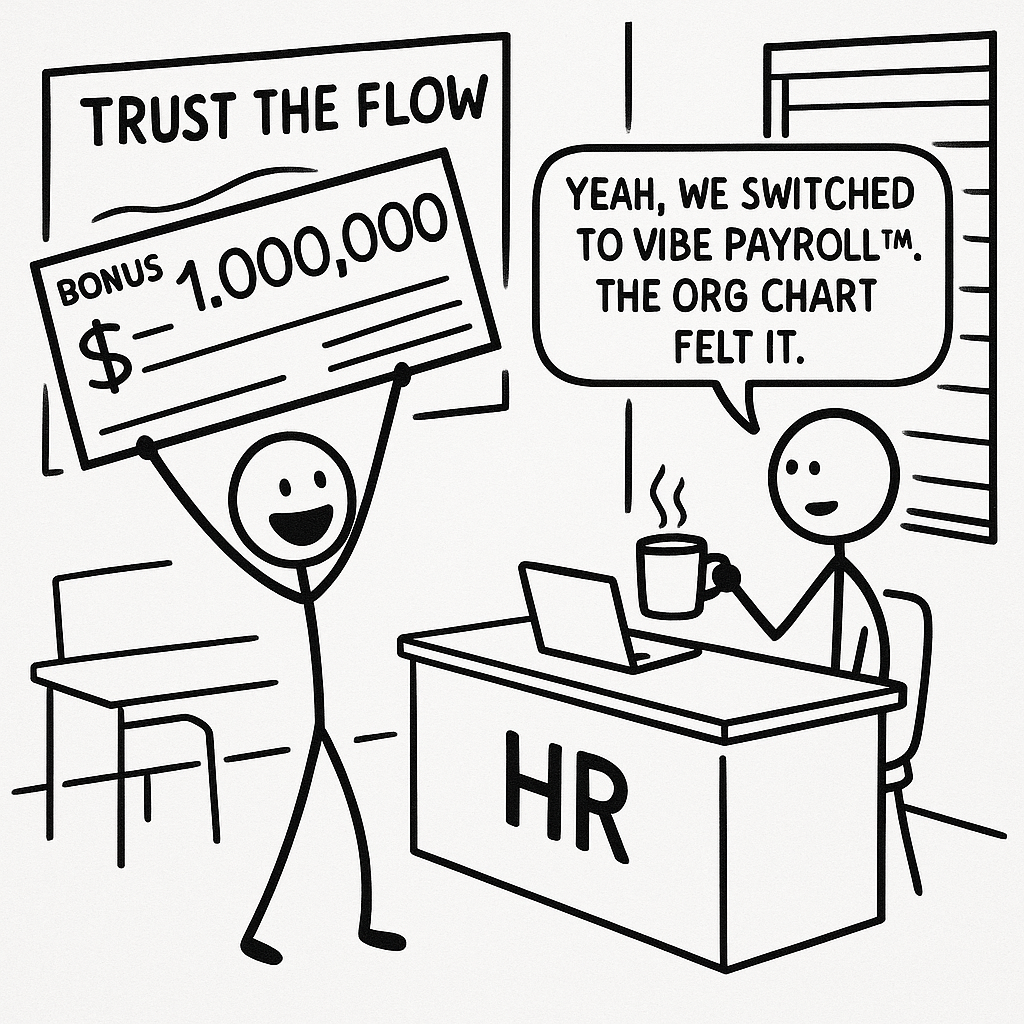 TRUST THE FLOW
BONUS 1.000,000
$
YEAH, WE SWITCHED
TO VIBE PAYROLL™.
THE ORG CHART
FELT IT.
HR